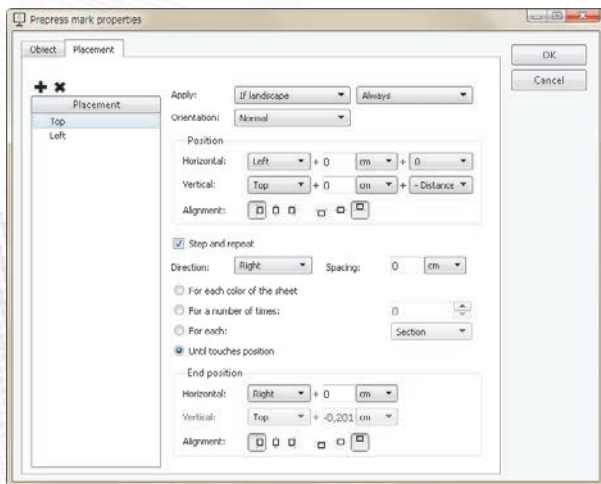 Prepress mark properties
Object Placement
OK
Cancel
Placement
Top
Left
Apply: If landscape Always
Orientation: Normal
Position
Horizontal: Left + 0 cm + 0
Vertical: Top + 0 cm + - Distance
Alignment:
Step and repeat
Direction: Right Spacing: 0 cm
For each color of the sheet
For a number of times: 0
For each: Section
Until touches position
End position
Horizontal: Right + 0 cm
Vertical: Top + -0,201 cm
Alignment: